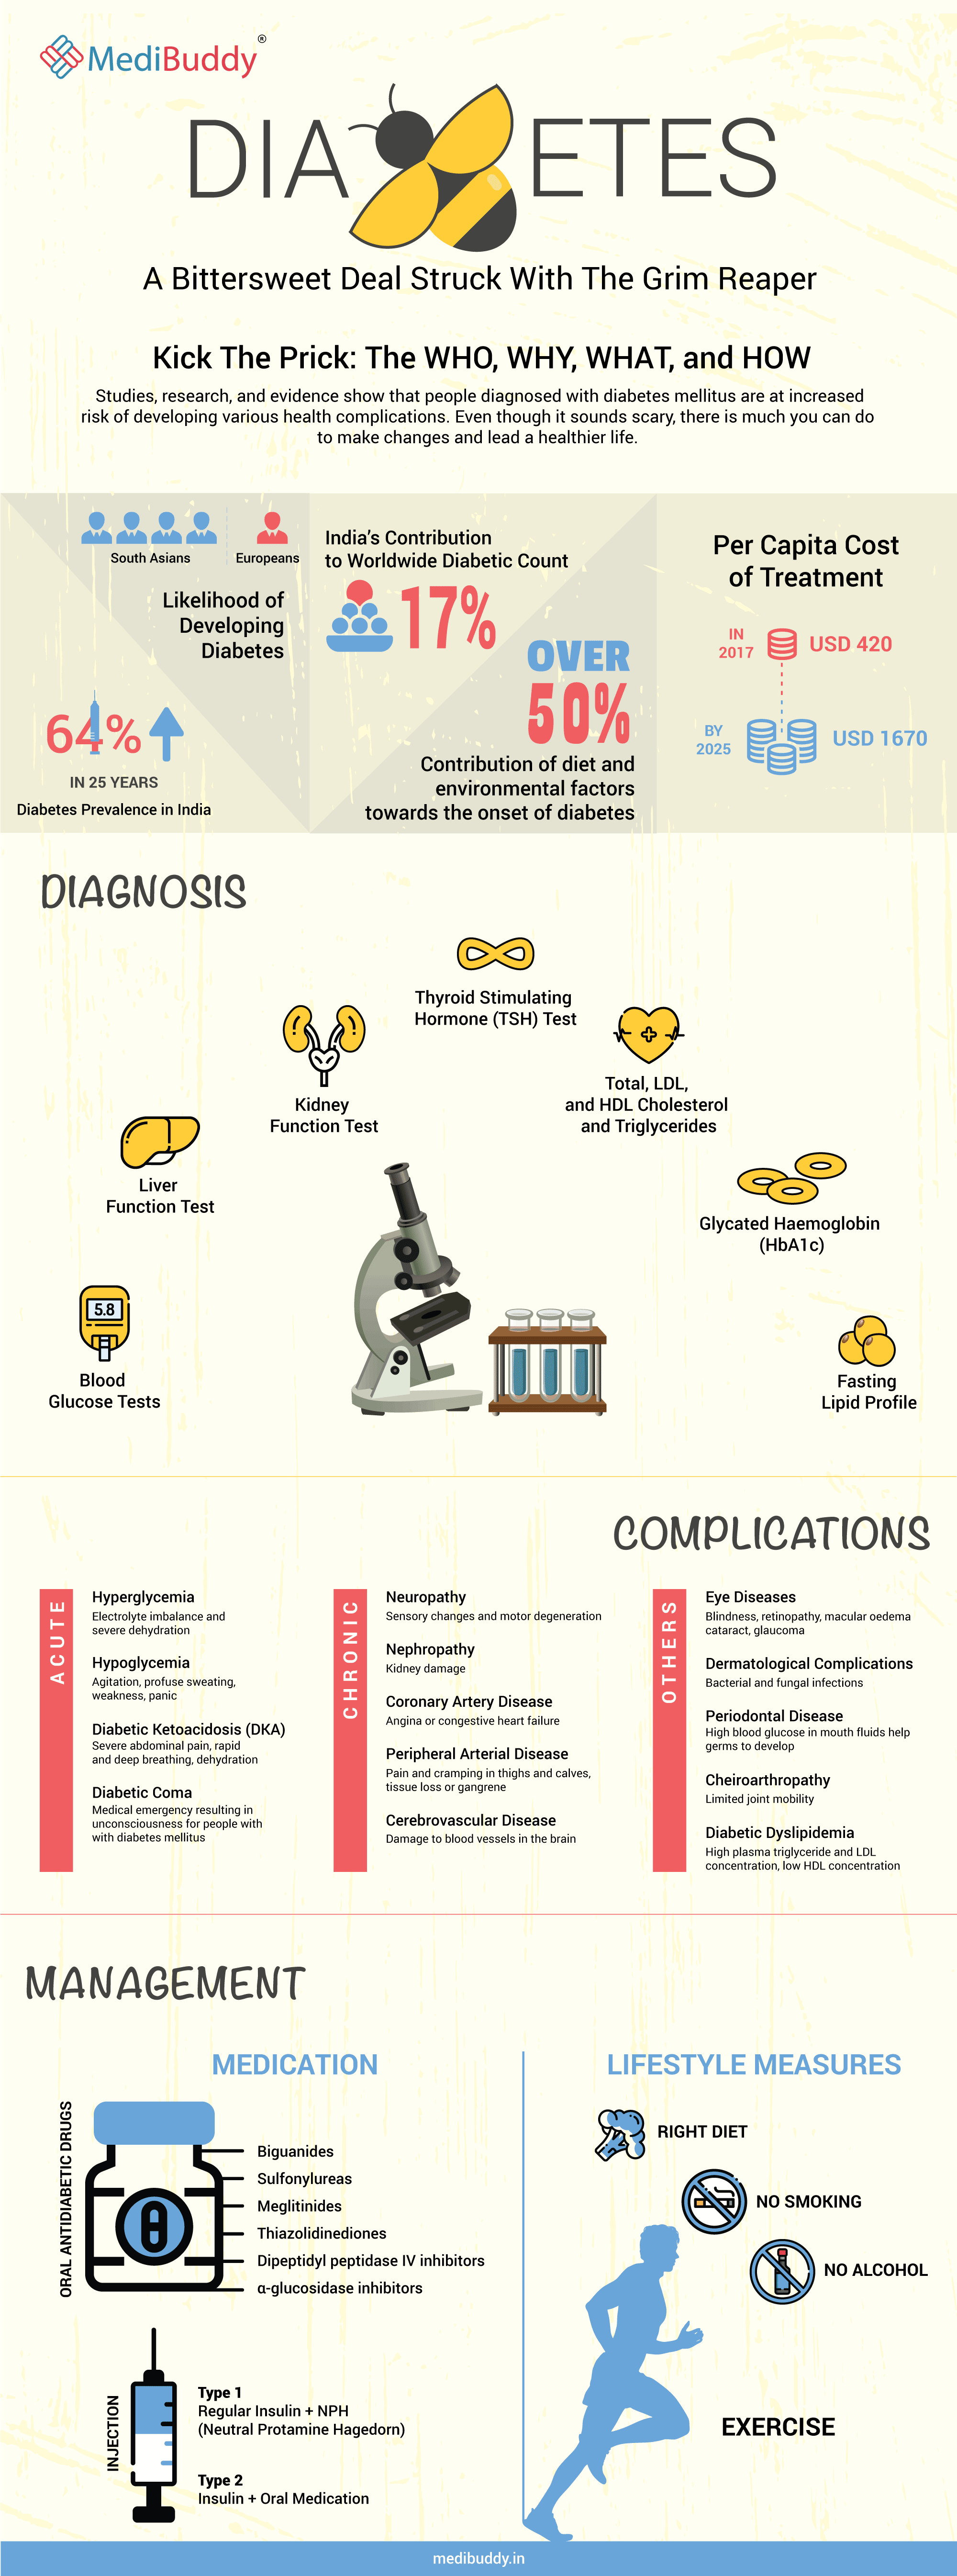 MediBuddy®
DIA ETES
A Bittersweet Deal Struck With The Grim Reaper
Kick The Prick: The WHO, WHY, WHAT, and HOW
Studies, research, and evidence show that people diagnosed with diabetes mellitus are at increased
risk of developing various health complications. Even though it sounds scary, there is much you can do
to make changes and lead a healthier life.
South Asians
Europeans
Likelihood of
Developing
Diabetes
64%
IN 25 YEARS
Diabetes Prevalence in India
India's Contribution
to Worldwide Diabetic Count
17%
OVER
50%
Contribution of diet and
environmental factors
towards the onset of diabetes
Per Capita Cost
of Treatment
IN
2017
USD 420
BY
2025
USD 1670
DIAGNOSIS
Thyroid Stimulating
Hormone (TSH) Test
Kidney
Function Test
Total, LDL,
and HDL Cholesterol
and Triglycerides
Liver
Function Test
Glycated Haemoglobin
(HbA1c)
5.8
Blood
Glucose Tests
Fasting
Lipid Profile
COMPLICATIONS
ACUTE
Hyperglycemia
Electrolyte imbalance and
severe dehydration
Hypoglycemia
Agitation, profuse sweating,
weakness, panic
Diabetic Ketoacidosis (DKA)
Severe abdominal pain, rapid
and deep breathing, dehydration
Diabetic Coma
Medical emergency resulting in
unconsciousness for people with
with diabetes mellitus
CHRONIC
Neuropathy
Sensory changes and motor degeneration
Nephropathy
Kidney damage
Coronary Artery Disease
Angina or congestive heart failure
Peripheral Arterial Disease
Pain and cramping in thighs and calves,
tissue loss or gangrene
Cerebrovascular Disease
Damage to blood vessels in the brain
OTHERS
Eye Diseases
Blindness, retinopathy, macular oedema
cataract, glaucoma
Dermatological Complications
Bacterial and fungal infections
Periodontal Disease
High blood glucose in mouth fluids help
germs to develop
Cheiroarthropathy
Limited joint mobility
Diabetic Dyslipidemia
High plasma triglyceride and LDL
concentration, low HDL concentration
MANAGEMENT
MEDICATION
ORAL ANTIDIABETIC DRUGS
Biguanides
Sulfonylureas
Meglitinides
Thiazolidinediones
Dipeptidyl peptidase IV inhibitors
α-glucosidase inhibitors
INJECTION
Type 1
Regular Insulin + NPH
(Neutral Protamine Hagedorn)
Type 2
Insulin + Oral Medication
LIFESTYLE MEASURES
RIGHT DIET
NO SMOKING
NO ALCOHOL
EXERCISE
medibuddy.in